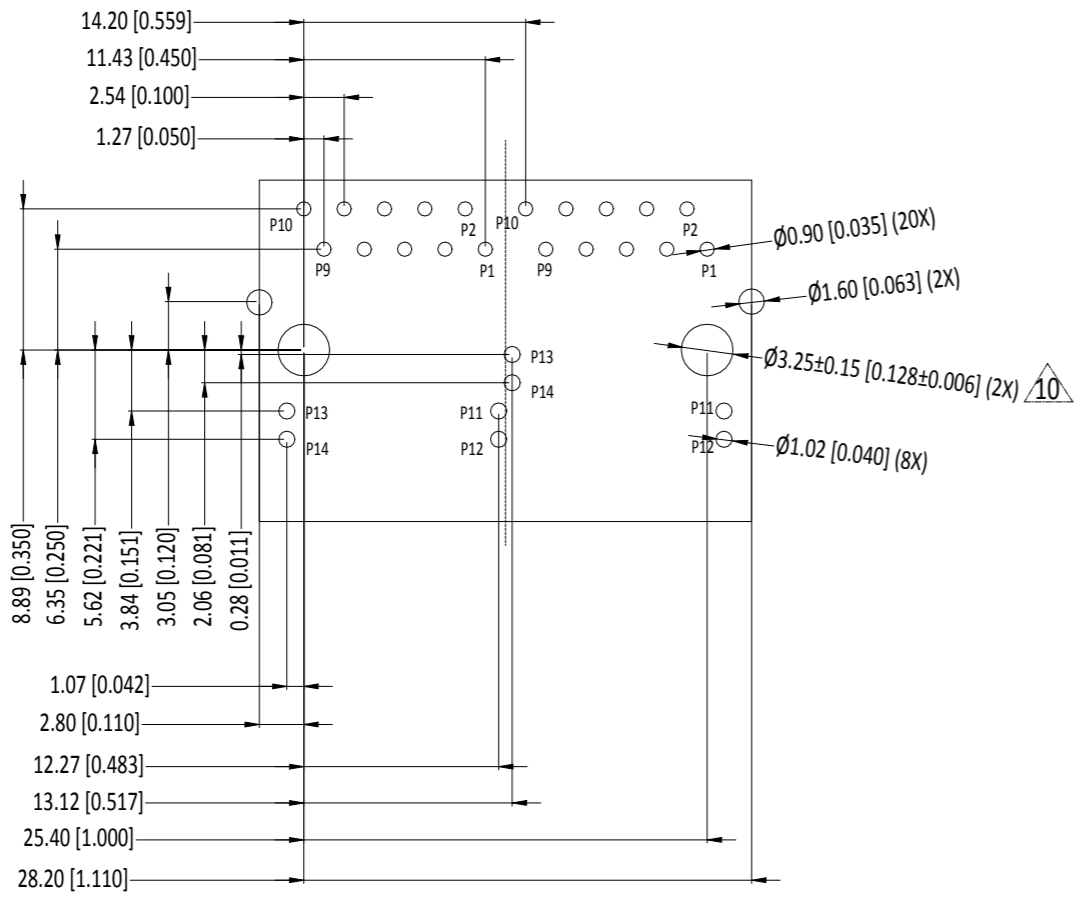 14.20 [0.559]
11.43 [0.450]
2.54 [0.100]
1.27 [0.050]
P10
P2
P10
P2
P9
P1
P9
P1
Ø0.90 [0.035] (20X)
Ø1.60 [0.063] (2X)
Ø3.25±0.15 [0.128±0.006] (2X)
10
P13
P14
P13
P14
P11
P12
P11
P12
Ø1.02 [0.040] (8X)
8.89 [0.350]
6.35 [0.250]
5.62 [0.221]
3.84 [0.151]
3.05 [0.120]
2.06 [0.081]
0.28 [0.011]
1.07 [0.042]
2.80 [0.110]
12.27 [0.483]
13.12 [0.517]
25.40 [1.000]
28.20 [1.110]